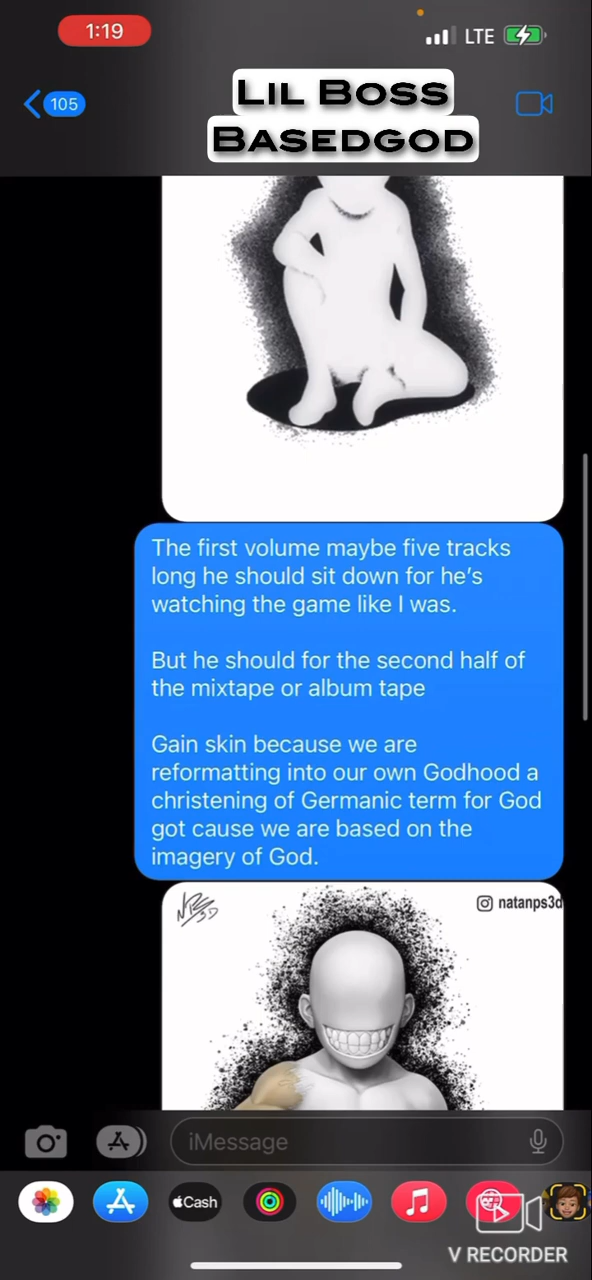 1:19
LTE
105
LIL BOSS
BASEDGOD
The first volume maybe five tracks
long he should sit down for he's
watching the game like I was.
But he should for the second half of
the mixtape or album tape
Gain skin because we are
reformatting into our own Godhood a
christening of Germanic term for God
got cause we are based on the
imagery of God.
natanps3d
iMessage
Cash
V RECORDER